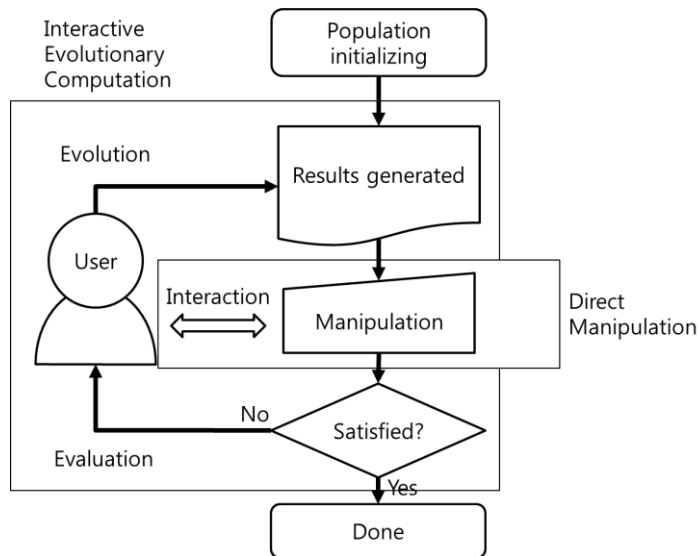 Interactive
Evolutionary
Computation
Population
initializing
Evolution
Results generated
User
Interaction
Manipulation
Direct
Manipulation
No
Satisfied?
Evaluation
Yes
Done